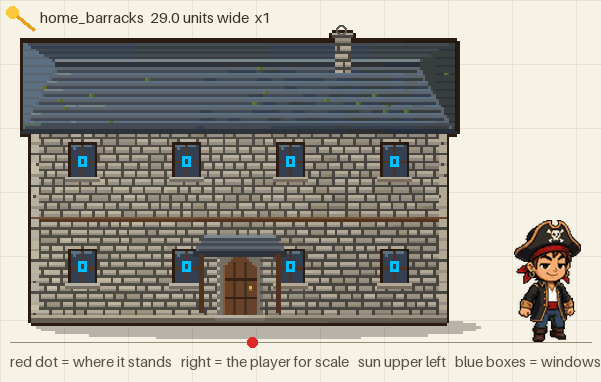 home_barracks 29.0 units wide x1
red dot = where it stands right = the player for scale sun upper left blue boxes = windows